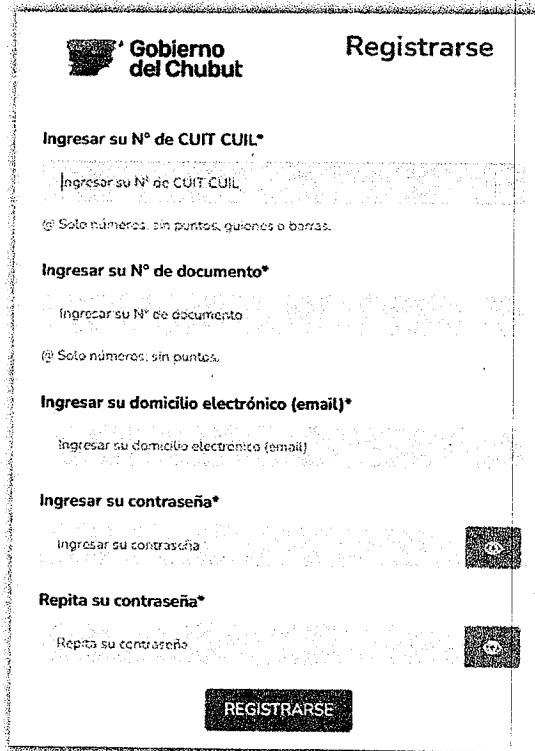 Gobierno
del Chubut
Registrarse
Ingresar su N° de CUIT CUIL*
Ingresar su N° de CUIT CUIL
@ Solo números, sin puntos, guiones o barras.
Ingresar su N° de documento*
Ingresar su N° de documento
@ Solo números, sin puntos.
Ingresar su domicilio electrónico (email)*
Ingresar su domicilio electrónico (email)
Ingresar su contraseña*
Ingresar su contraseña
Repita su contraseña*
Repita su contraseña
REGISTRARSE